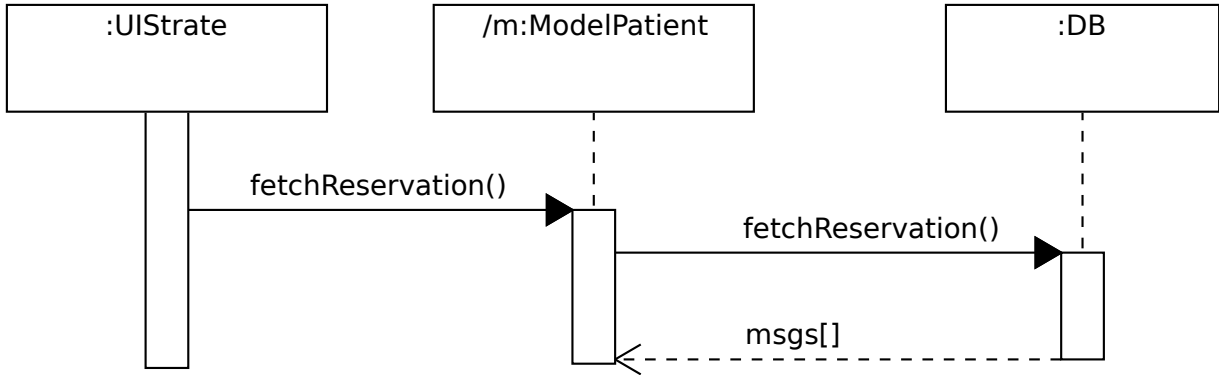 :UIStrate
/m:ModelPatient
:DB
fetchReservation()
fetchReservation()
msgs[]